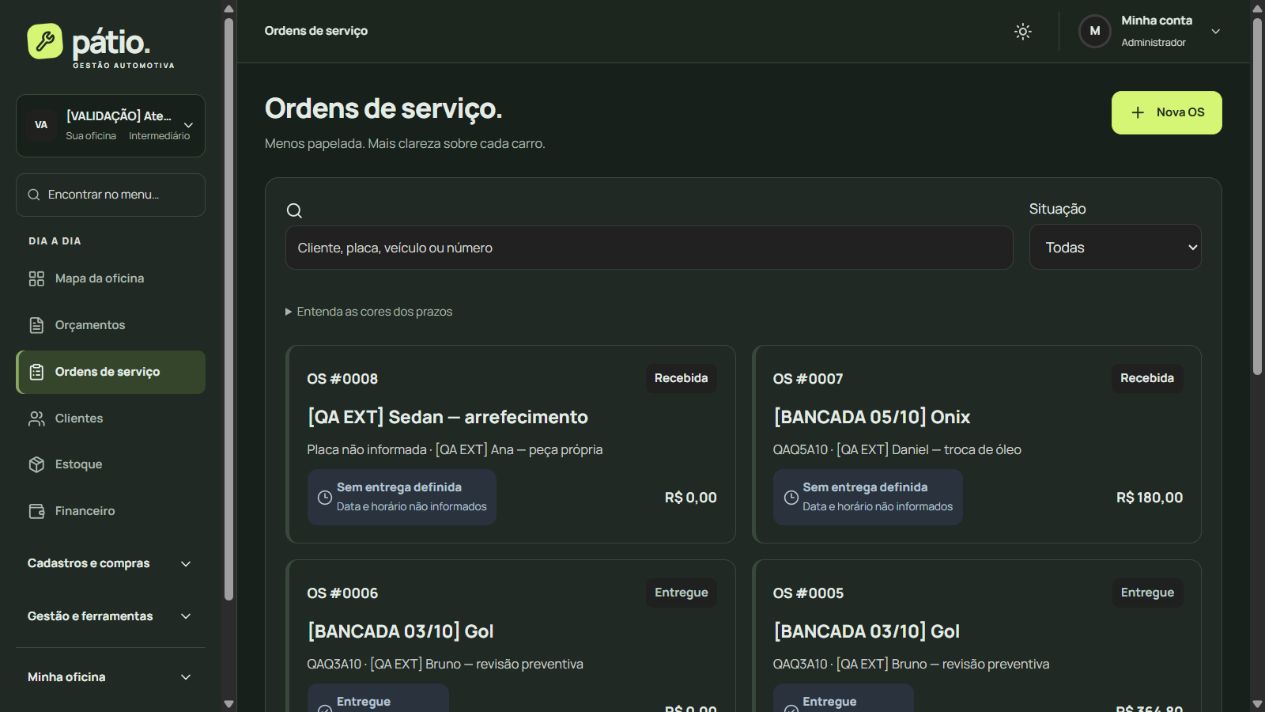 pátio.
GESTÃO AUTOMOTIVA
VA
[VALIDAÇÃO] Ate...
Sua oficina Intermediário
Encontrar no menu...
DIA A DIA
Mapa da oficina
Orçamentos
Ordens de serviço
Clientes
Estoque
Financeiro
Cadastros e compras
Gestão e ferramentas
Minha oficina
Ordens de serviço
M
Minha conta
Administrador
Ordens de serviço.
Menos papelada. Mais clareza sobre cada carro.
+ Nova OS
Situação
Cliente, placa, veículo ou número
Todas
Entenda as cores dos prazos
OS #0008
Recebida
[QA EXT] Sedan — arrefecimento
Placa não informada · [QA EXT] Ana — peça própria
Sem entrega definida
Data e horário não informados
R$ 0,00
OS #0007
Recebida
[BANCADA 05/10] Onix
QAQ5A10 · [QA EXT] Daniel — troca de óleo
Sem entrega definida
Data e horário não informados
R$ 180,00
OS #0006
Entregue
[BANCADA 03/10] Gol
QAQ3A10 · [QA EXT] Bruno — revisão preventiva
Entregue
R$ 0,00
OS #0005
Entregue
[BANCADA 03/10] Gol
QAQ3A10 · [QA EXT] Bruno — revisão preventiva
Entregue
R$ 364,80